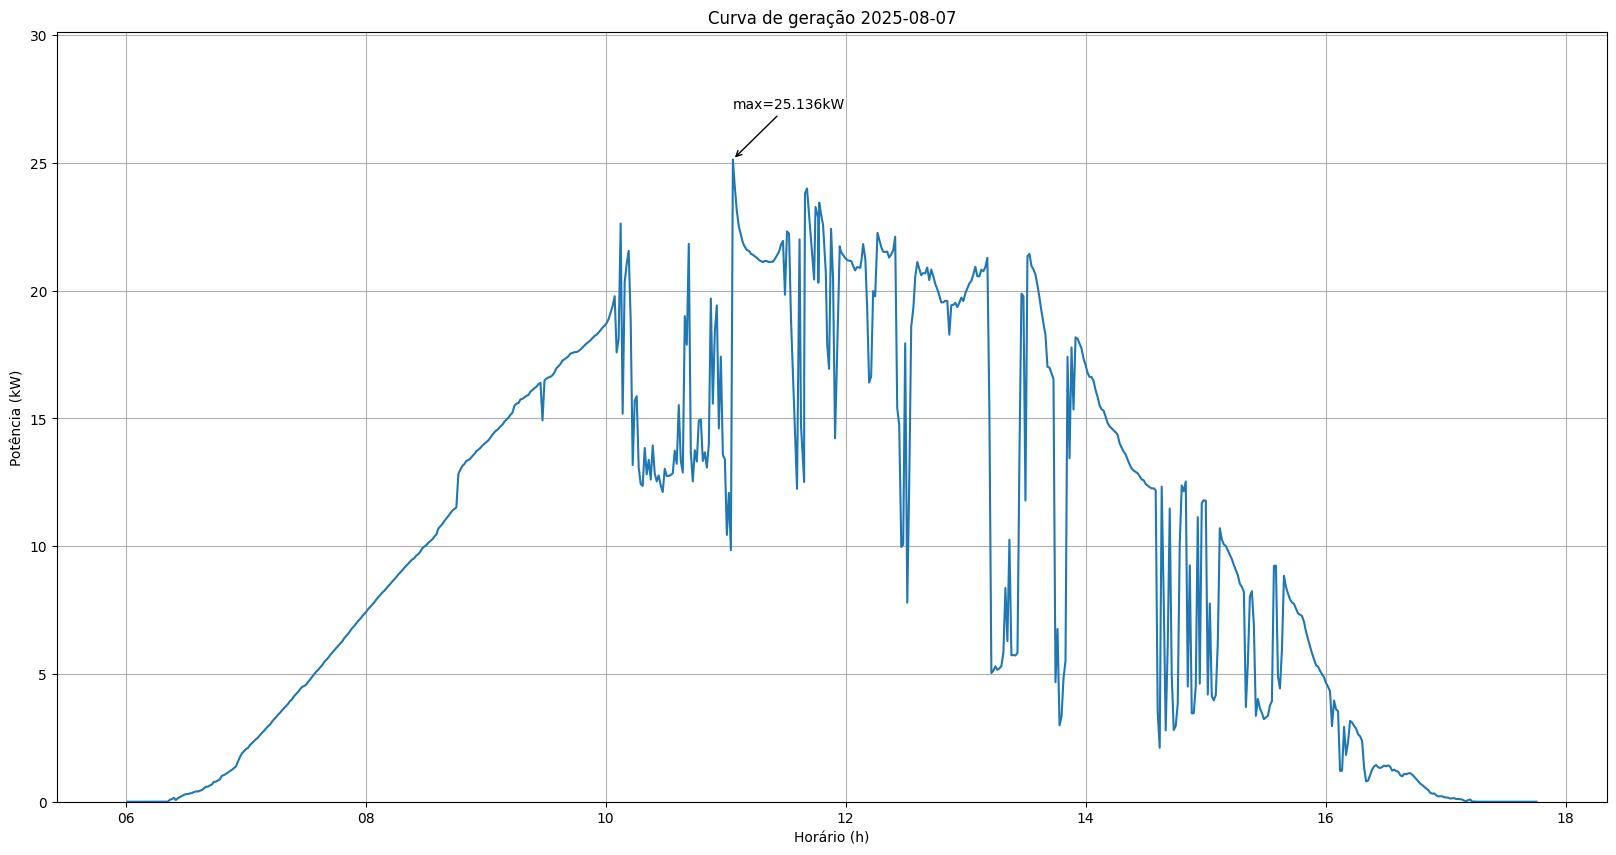 Curva de geração 2025-08-07
30
25
20
15
10
5
0
Potência (kW)
max=25.136kW
06 08 10 12 14 16 18
Horário (h)